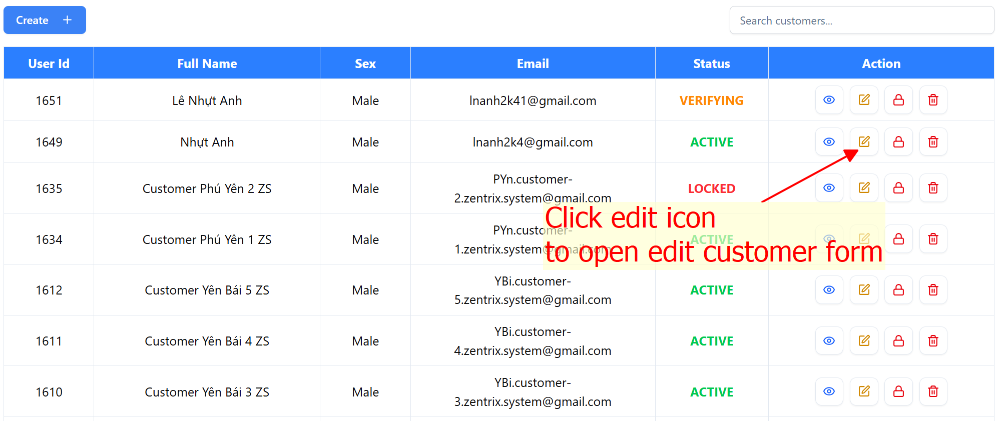 Create +
Search customers...
User Id Full Name Sex Email Status Action
1651 Lê Nhựt Anh Male lnanh2k41@gmail.com VERIFYING
1649 Nhựt Anh Male lnanh2k4@gmail.com ACTIVE
1635 Customer Phú Yên 2 ZS Male PYn.customer-
2.zentrix.system@gmail.com LOCKED
Click edit icon
to open edit customer form
1634 Customer Phú Yên 1 ZS Male PYn.customer-
1.zentrix.system@gmail.com ACTIVE
1612 Customer Yên Bái 5 ZS Male YBi.customer-
5.zentrix.system@gmail.com ACTIVE
1611 Customer Yên Bái 4 ZS Male YBi.customer-
4.zentrix.system@gmail.com ACTIVE
1610 Customer Yên Bái 3 ZS Male YBi.customer-
3.zentrix.system@gmail.com ACTIVE